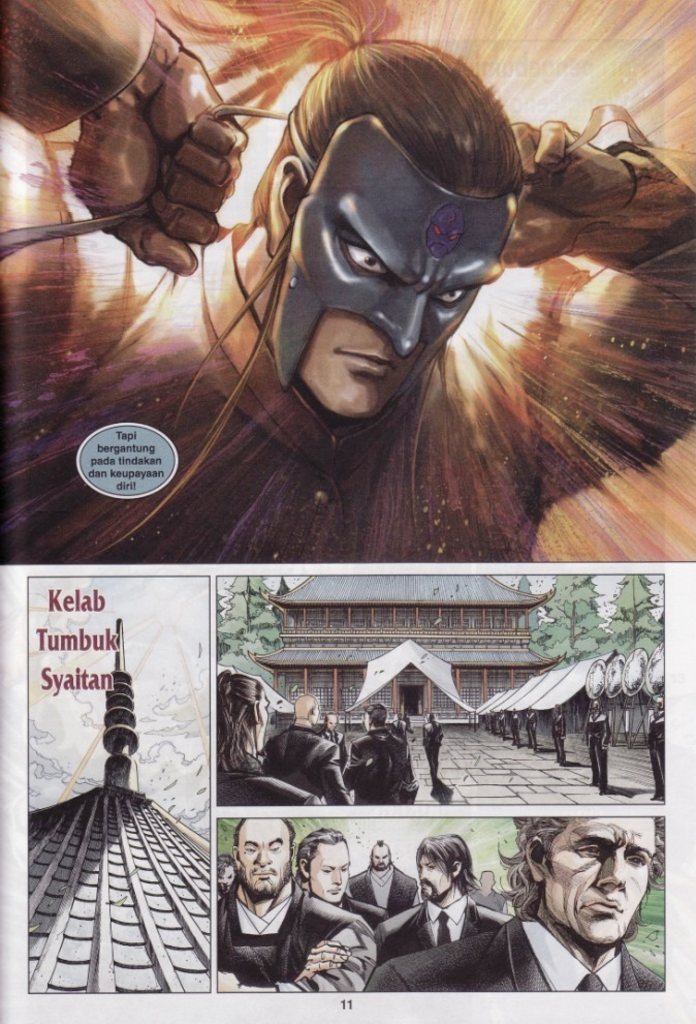 Tapi
bergantung
pada tindakan
dan keupayaan
diri!
Kelab
Tumbuk
Syaitan
11